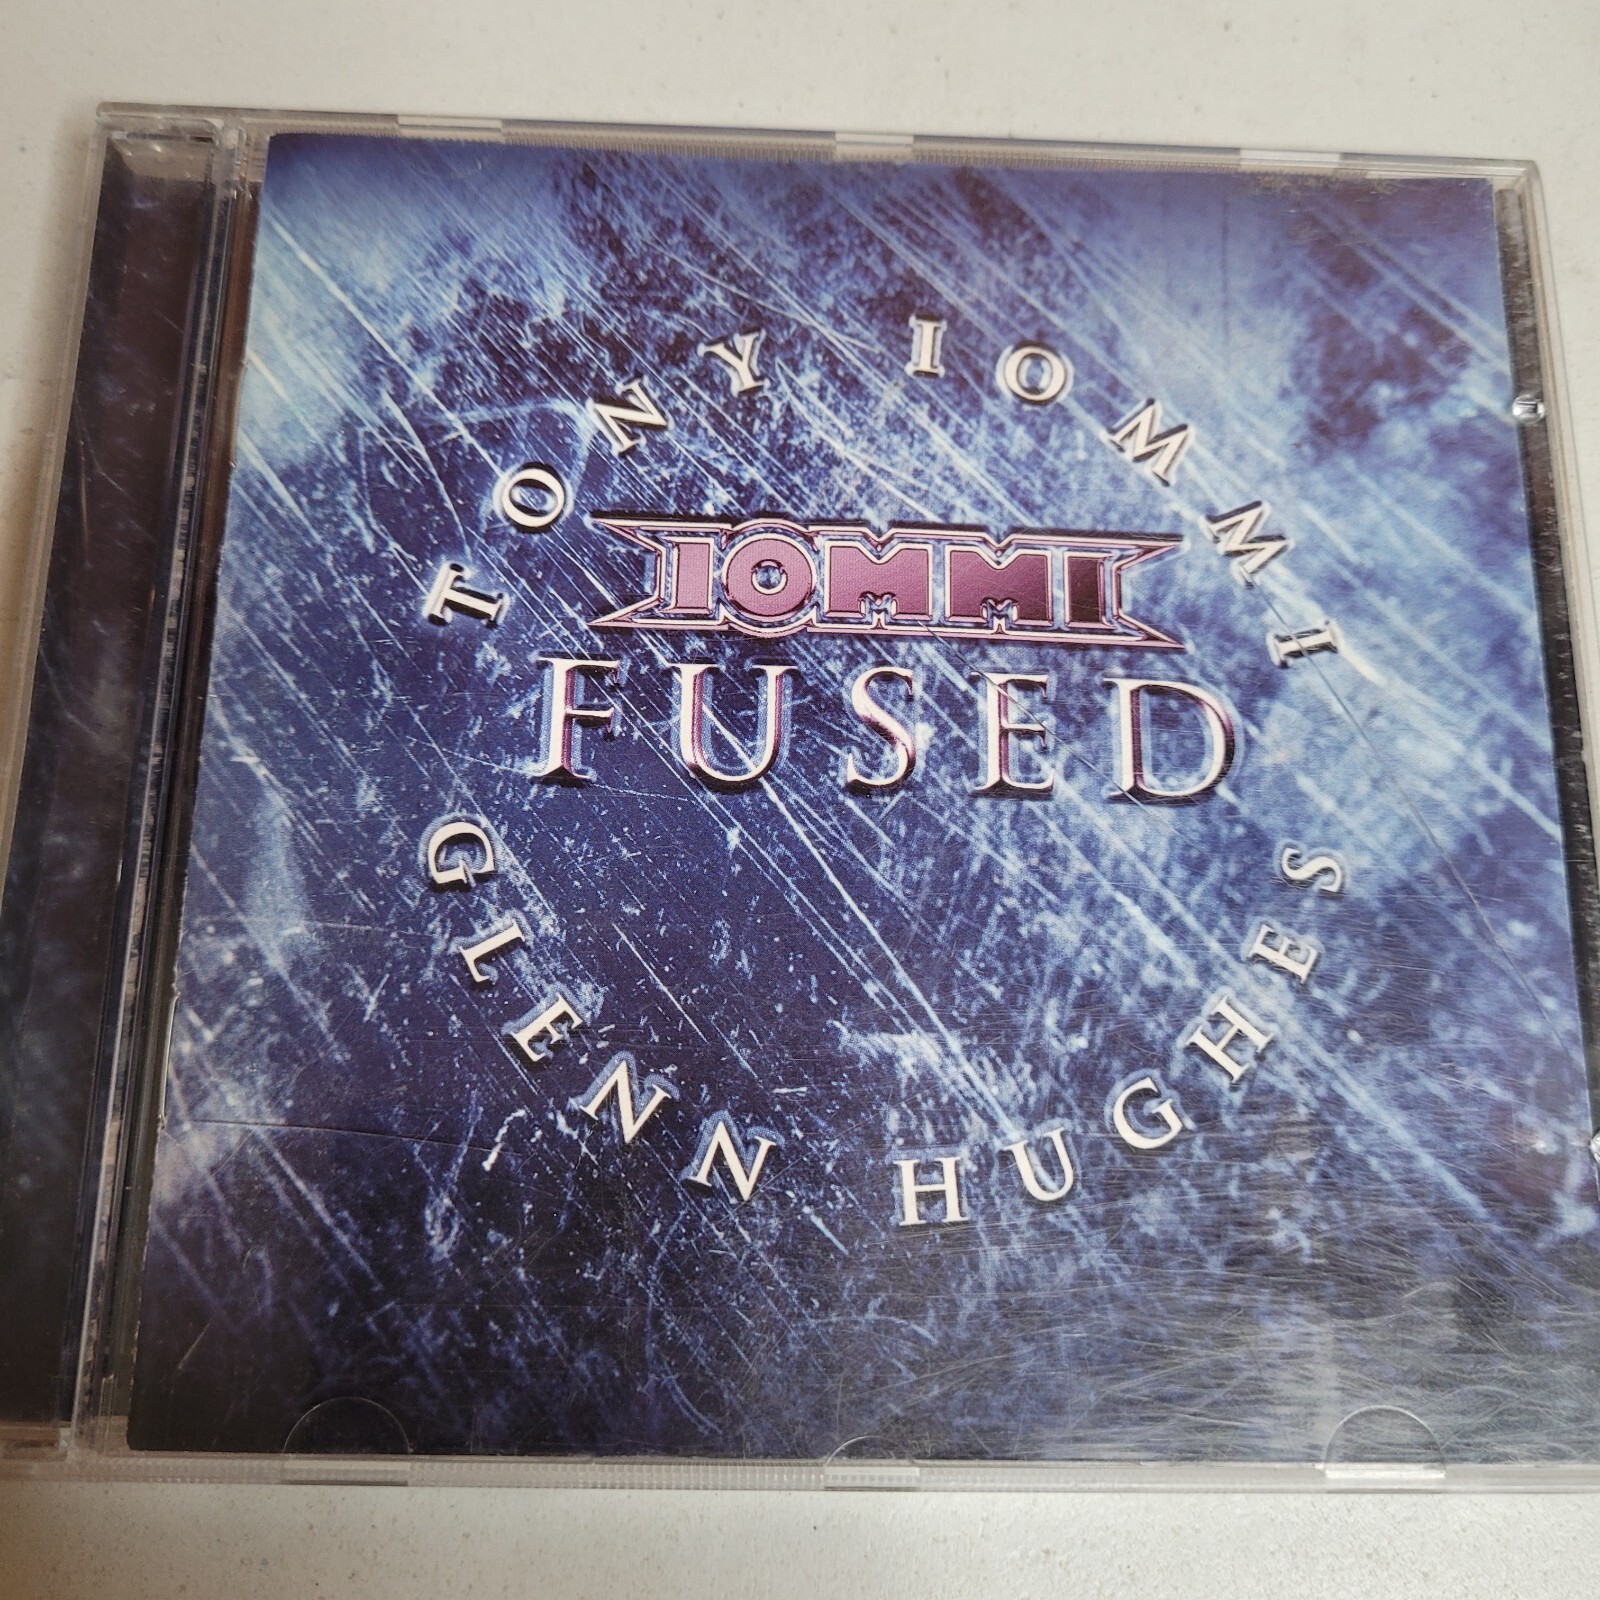 TONY IOMMI
IOMMI
FUSED
GLENN HUGHES